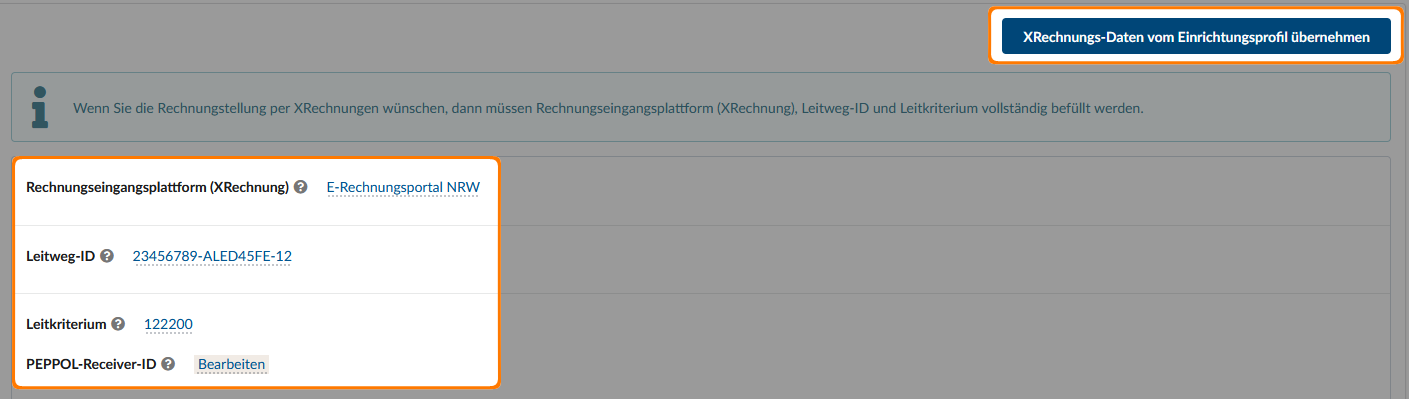 XRechnungs-Daten vom Einrichtungsprofil übernehmen
Wenn Sie die Rechnungstellung per XRechnungen wünschen, dann müssen Rechnungseingangsplattform (XRechnung), Leitweg-ID und Leitkriterium vollständig befüllt werden.
Rechnungseingangsplattform (XRechnung) ? E-Rechnungsportal NRW
Leitweg-ID ? 23456789-ALED45FE-12
Leitkriterium ? 122200
PEPPOL-Receiver-ID ? Bearbeiten